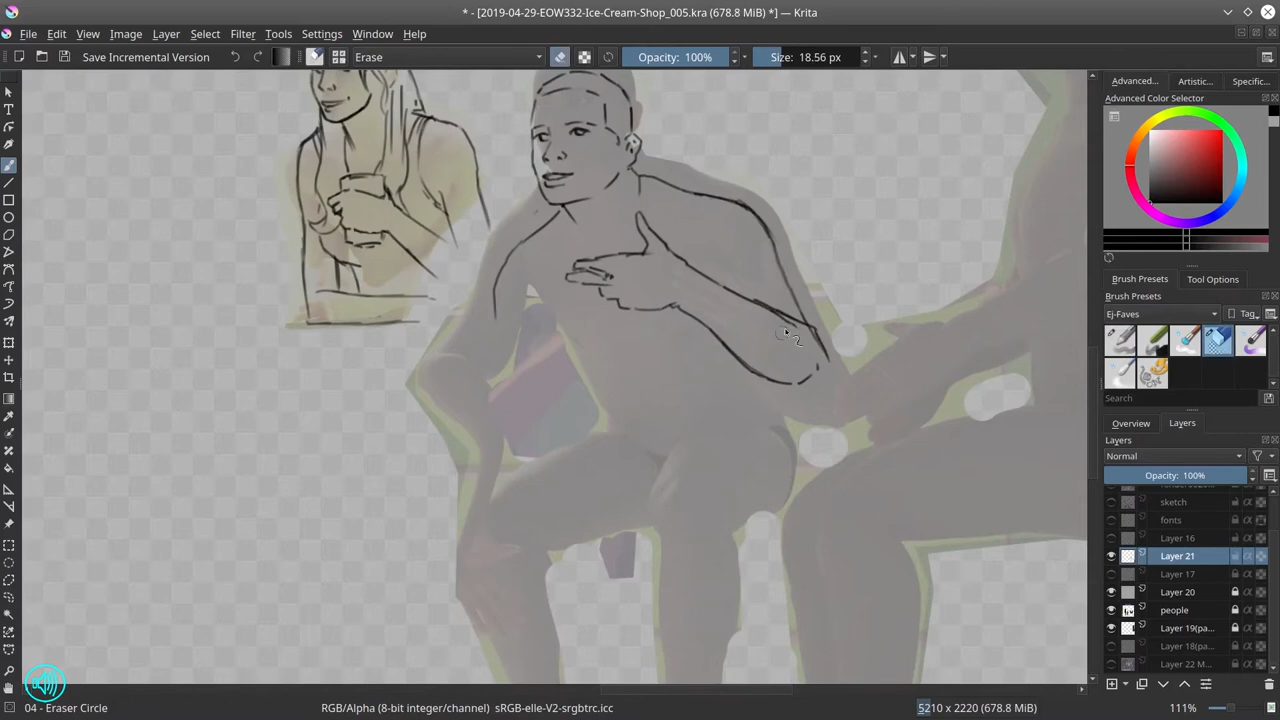 * - [2019-04-29-EOW332-Ice-Cream-Shop_005.kra (678.8 MiB) *] — Krita
File Edit View Image Layer Select Filter Tools Settings Window Help
Save Incremental Version Erase Opacity: 100% Size: 18.56 px
Advanced... Artistic... Specific...
Advanced Color Selector
Brush Presets Tool Options
Brush Presets
Ej-Faves Tag
Search
Overview Layers
Layers
Normal
Opacity: 100%
sketch
fonts
Layer 16
Layer 21
Layer 17
Layer 20
people
Layer 19(pa...
Layer 18(pa...
Layer 22 M...
04 - Eraser Circle RGB/Alpha (8-bit integer/channel) sRGB-elle-V2-srgbtrc.icc 5210 x 2220 (678.8 MiB) 111%